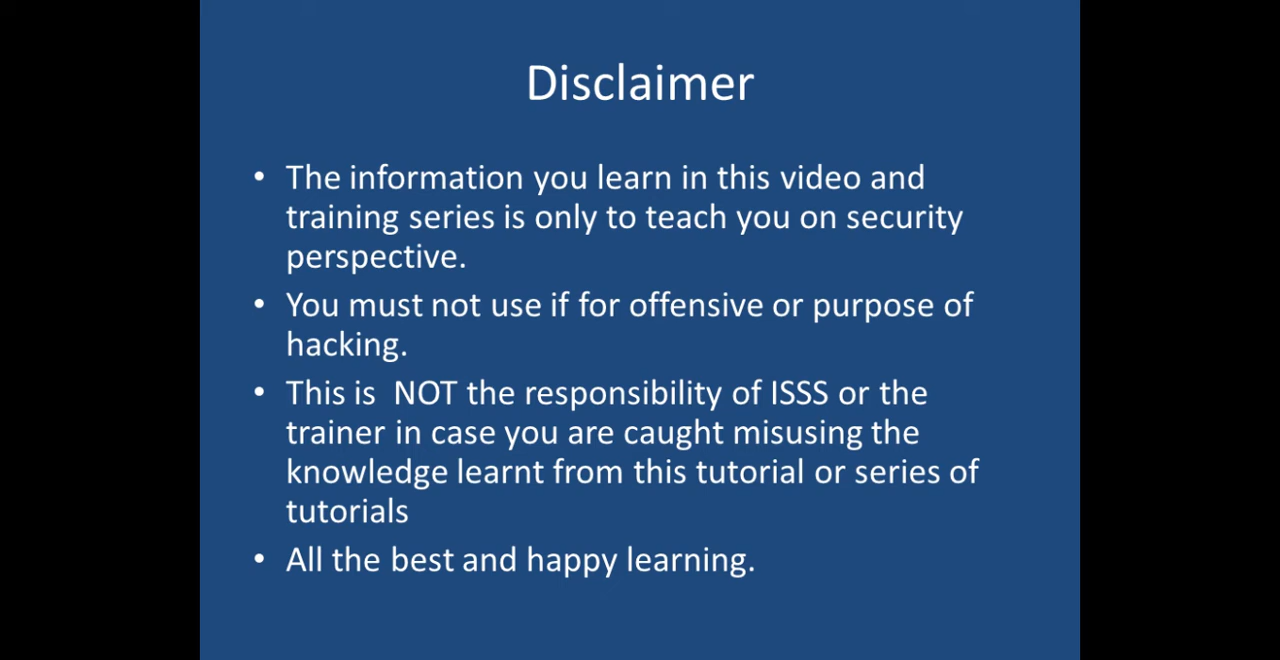 Disclaimer
• The information you learn in this video and
training series is only to teach you on security
perspective.
• You must not use if for offensive or purpose of
hacking.
• This is  NOT the responsibility of ISSS or the
trainer in case you are caught misusing the
knowledge learnt from this tutorial or series of
tutorials
• All the best and happy learning.